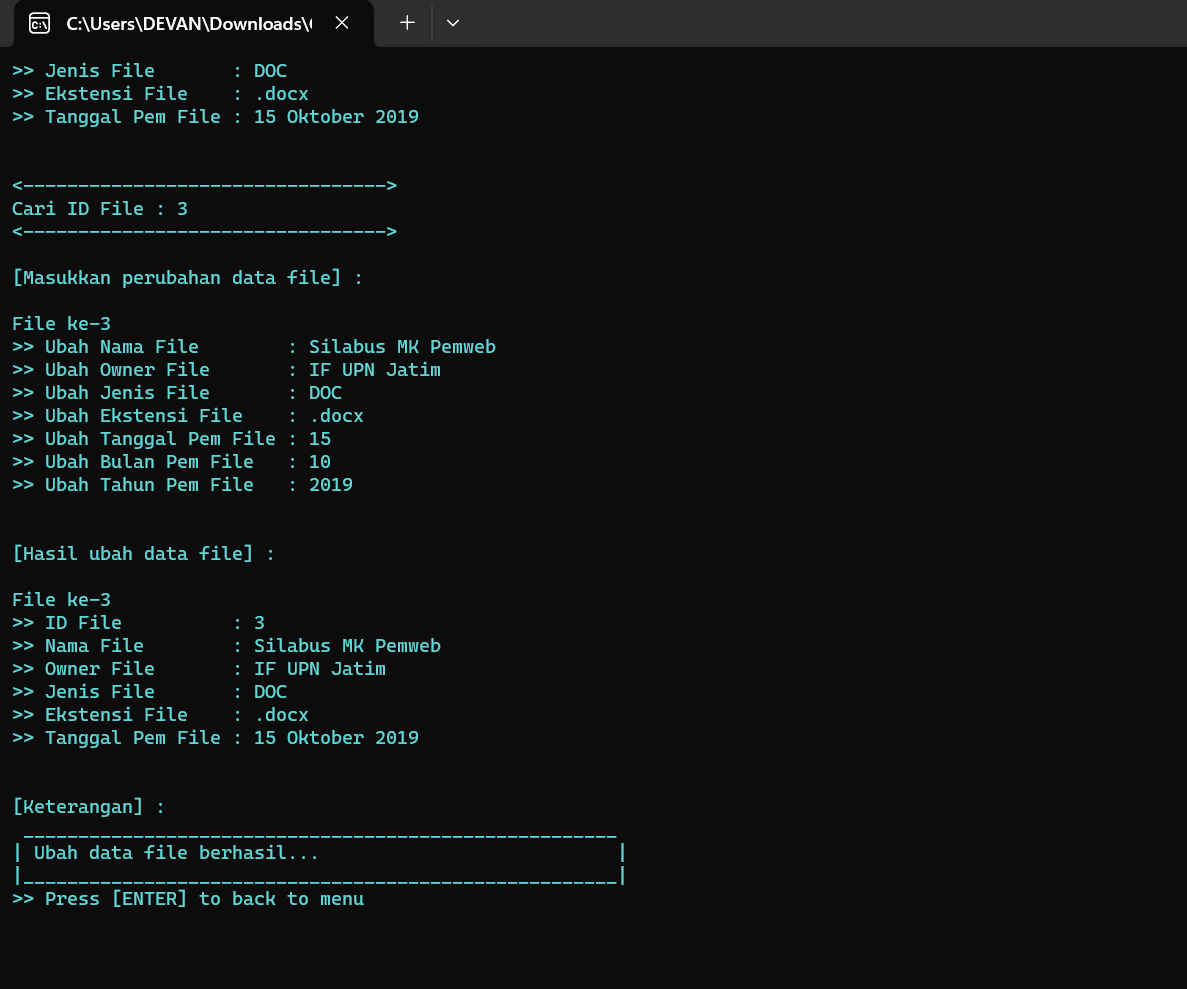 C:\Users\DEVAN\Downloads\
>> Jenis File       : DOC
>> Ekstensi File    : .docx
>> Tanggal Pem File : 15 Oktober 2019
<--------------------------------->
Cari ID File : 3
<--------------------------------->
[Masukkan perubahan data file] :
File ke-3
>> Ubah Nama File        : Silabus MK Pemweb
>> Ubah Owner File       : IF UPN Jatim
>> Ubah Jenis File       : DOC
>> Ubah Ekstensi File    : .docx
>> Ubah Tanggal Pem File : 15
>> Ubah Bulan Pem File   : 10
>> Ubah Tahun Pem File   : 2019
[Hasil ubah data file] :
File ke-3
>> ID File          : 3
>> Nama File        : Silabus MK Pemweb
>> Owner File       : IF UPN Jatim
>> Jenis File       : DOC
>> Ekstensi File    : .docx
>> Tanggal Pem File : 15 Oktober 2019
[Keterangan] :
 ______________________________________________________
| Ubah data file berhasil...                           |
|______________________________________________________|
>> Press [ENTER] to back to menu